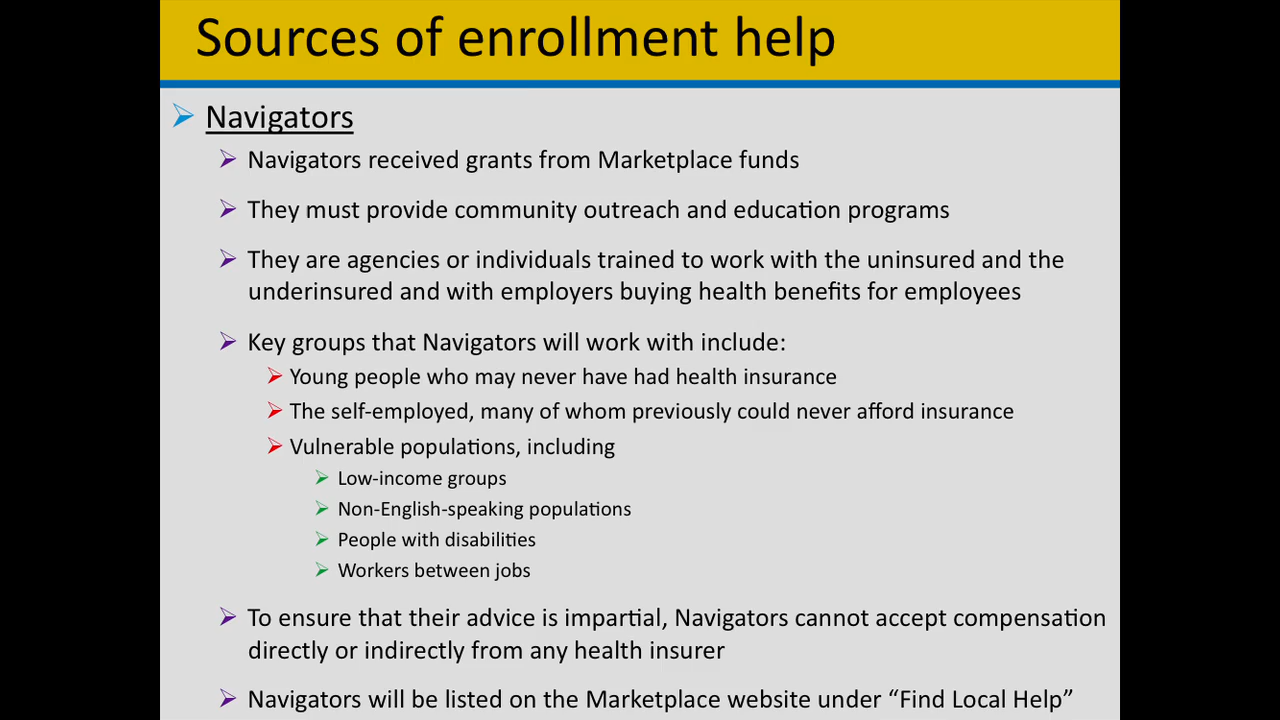 Sources of enrollment help
Navigators
Navigators received grants from Marketplace funds
They must provide community outreach and education programs
They are agencies or individuals trained to work with the uninsured and the
underinsured and with employers buying health benefits for employees
Key groups that Navigators will work with include:
Young people who may never have had health insurance
The self-employed, many of whom previously could never afford insurance
Vulnerable populations, including
Low-income groups
Non-English-speaking populations
People with disabilities
Workers between jobs
To ensure that their advice is impartial, Navigators cannot accept compensation
directly or indirectly from any health insurer
Navigators will be listed on the Marketplace website under “Find Local Help”